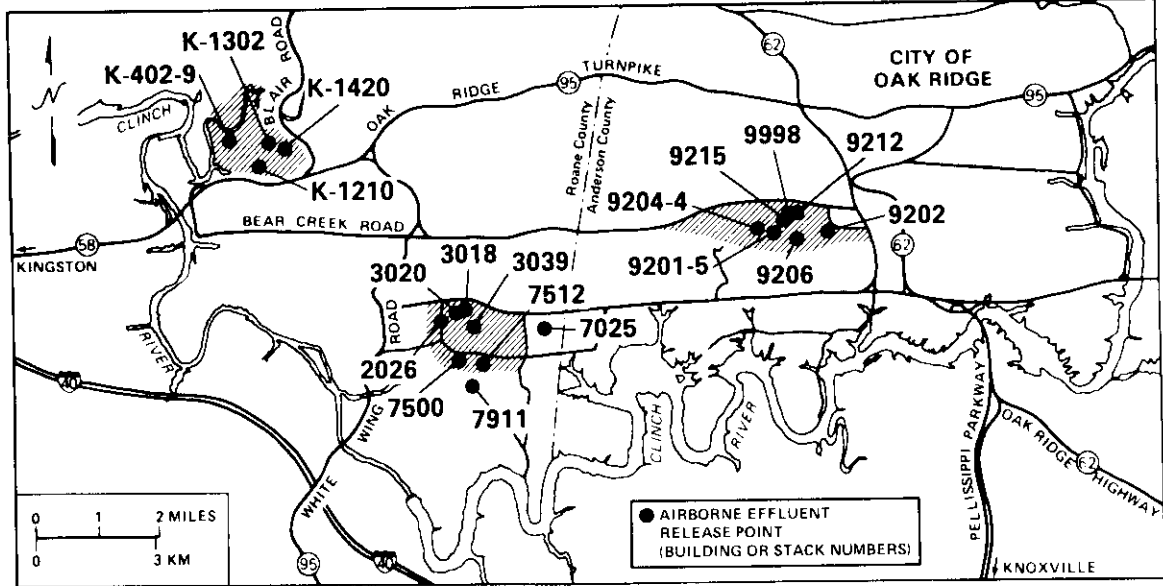 K-1302
K-402-9
BLAIR ROAD
K-1420
N
CLINCH
OAK RIDGE TURNPIKE
95
62
CITY OF
OAK RIDGE
95
Roane County
Anderson County
9998
9212
9215
9204-4
9202
K-1210
BEAR CREEK ROAD
58
KINGSTON
62
9201-5
9206
3018
3020
3039
7512
7025
RIVER
40
2026
7500
7911
WHITE WING ROAD
CLINCH RIVER
PELLISSIPPI PARKWAY
OAK RIDGE HIGHWAY
62
0 1 2 MILES
0 3 KM
95
40
AIRBORNE EFFLUENT
RELEASE POINT
(BUILDING OR STACK NUMBERS)
KNOXVILLE